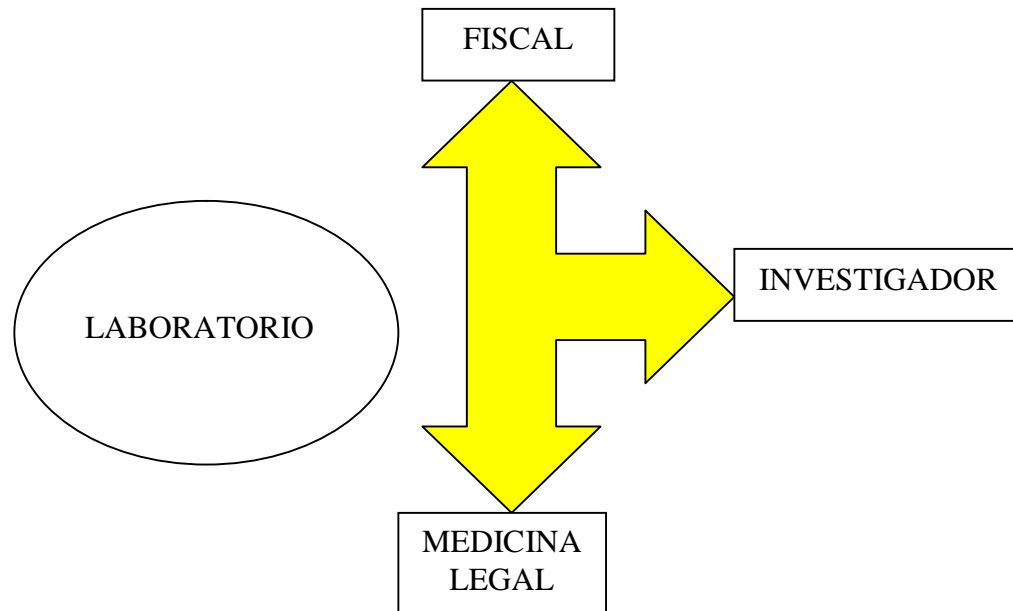 FISCAL
INVESTIGADOR
LABORATORIO
MEDICINA
LEGAL